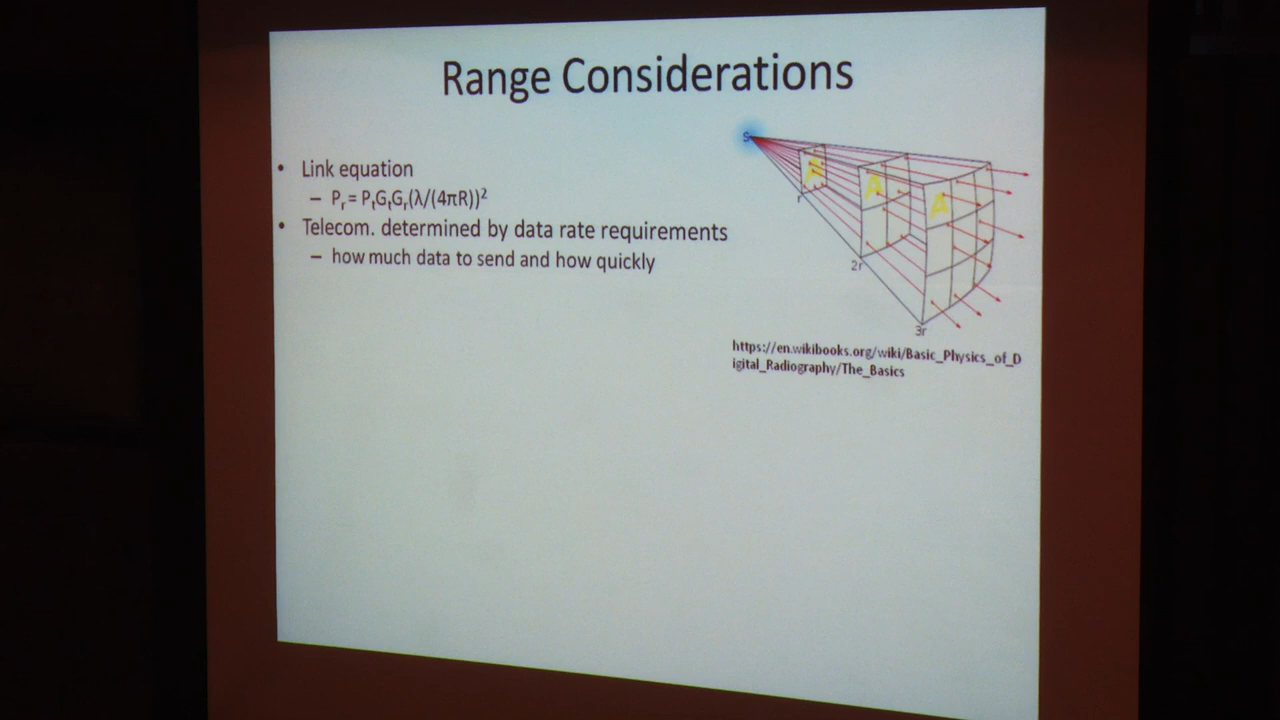 Range Considerations
• Link equation
– Pr = PtGtGr(λ/(4πR))²
• Telecom. determined by data rate requirements
– how much data to send and how quickly
S
A
A
A
r
2r
3r
https://en.wikibooks.org/wiki/Basic_Physics_of_D
igital_Radiography/The_Basics